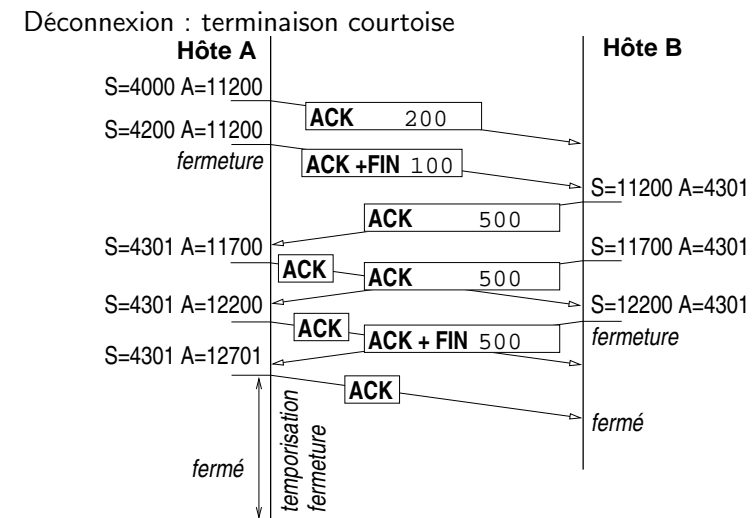 Déconnexion : terminaison courtoise
Hôte A
Hôte B
S=4000 A=11200
ACK 200
S=4200 A=11200
fermeture
ACK +FIN 100
S=11200 A=4301
ACK 500
S=4301 A=11700
S=11700 A=4301
ACK
ACK 500
S=4301 A=12200
S=12200 A=4301
ACK
ACK + FIN 500
fermeture
S=4301 A=12701
ACK
fermé
fermé
temporisation
fermeture